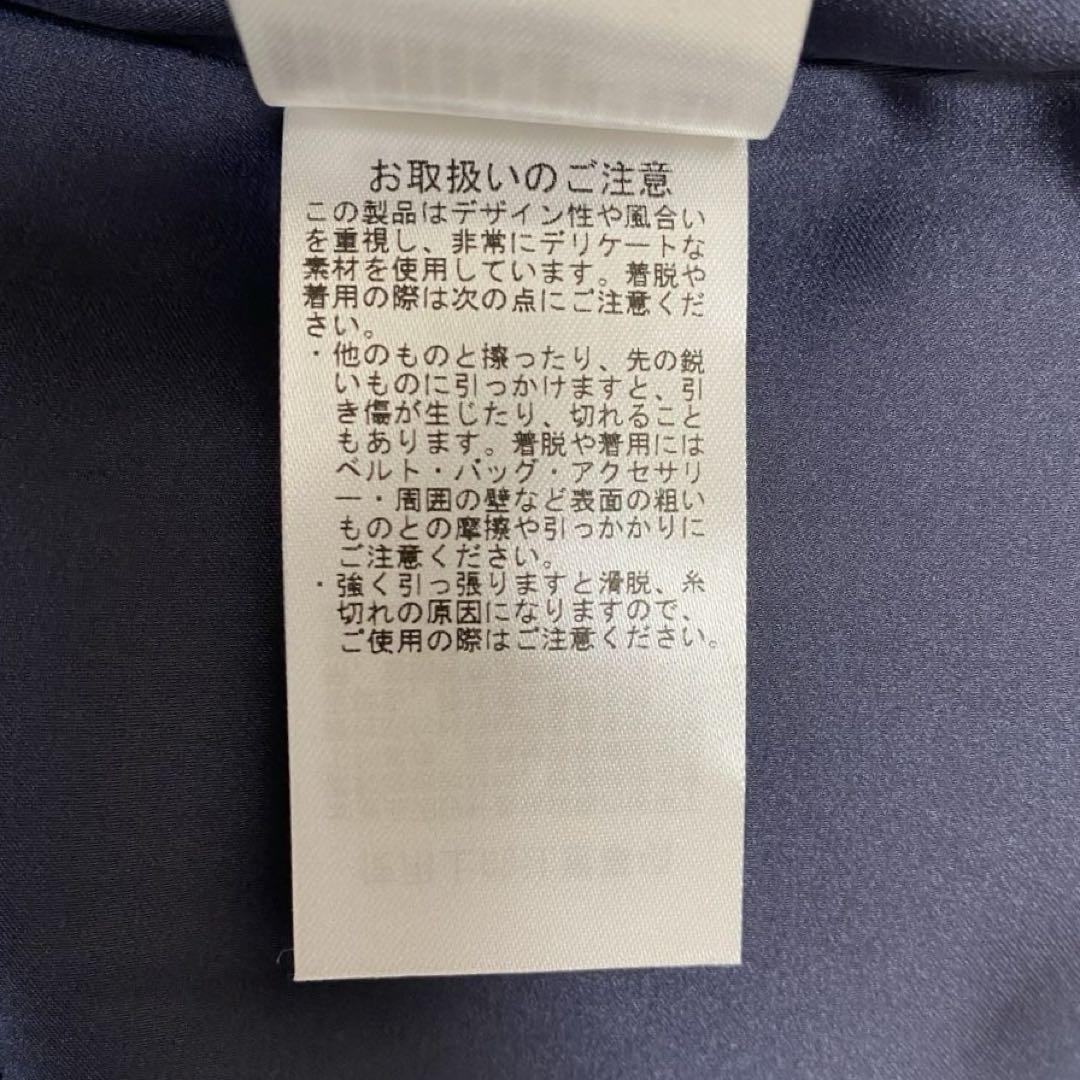 お取扱いのご注意
この製品はデザイン性や風合い
を重視し、非常にデリケートな
素材を使用しています。着脱や
着用の際は次の点にご注意くだ
さい。
・他のものと擦ったり、先の鋭
いものに引っかけますと、引
き傷が生じたり、切れること
もあります。着脱や着用には
ベルト・バッグ・アクセサリ
ー・周囲の壁など表面の粗い
ものとの摩擦や引っかかりに
ご注意ください。
・強く引っ張りますと滑脱、糸
切れの原因になりますので、
ご使用の際はご注意ください。